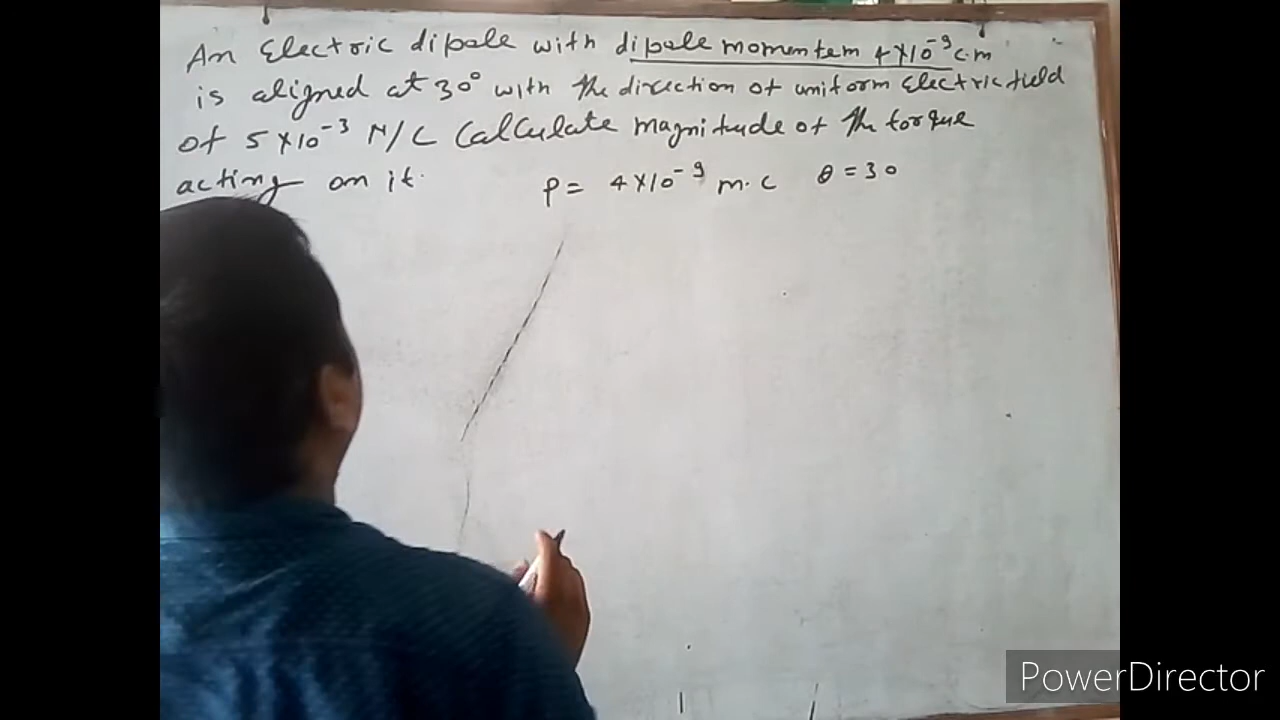 An Electric dipole with dipole momentem 4×10⁻⁹ c.m
is aligned at 30° with the direction of uniform Electric field
of 5×10⁻³ N/C Calculate magnitude of the torque
acting on it.
P = 4×10⁻⁹ m.c θ = 30
PowerDirector